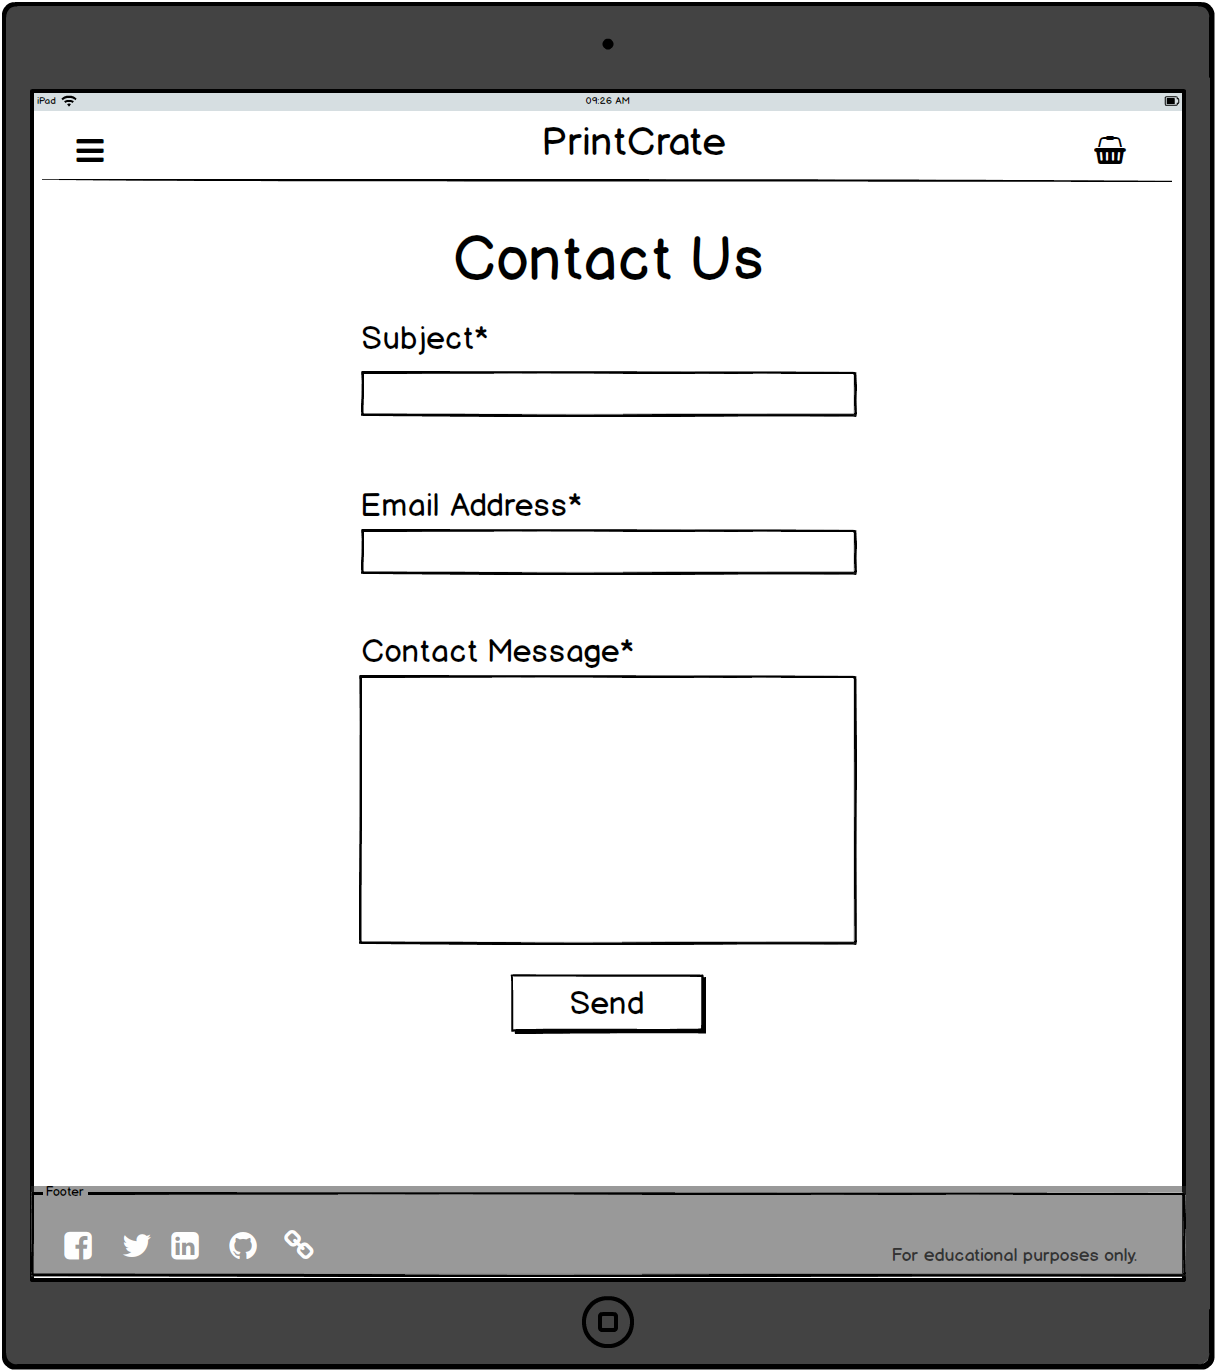 iPad
09:26 AM
PrintCrate
Contact Us
Subject*
Email Address*
Contact Message*
Send
Footer
For educational purposes only.